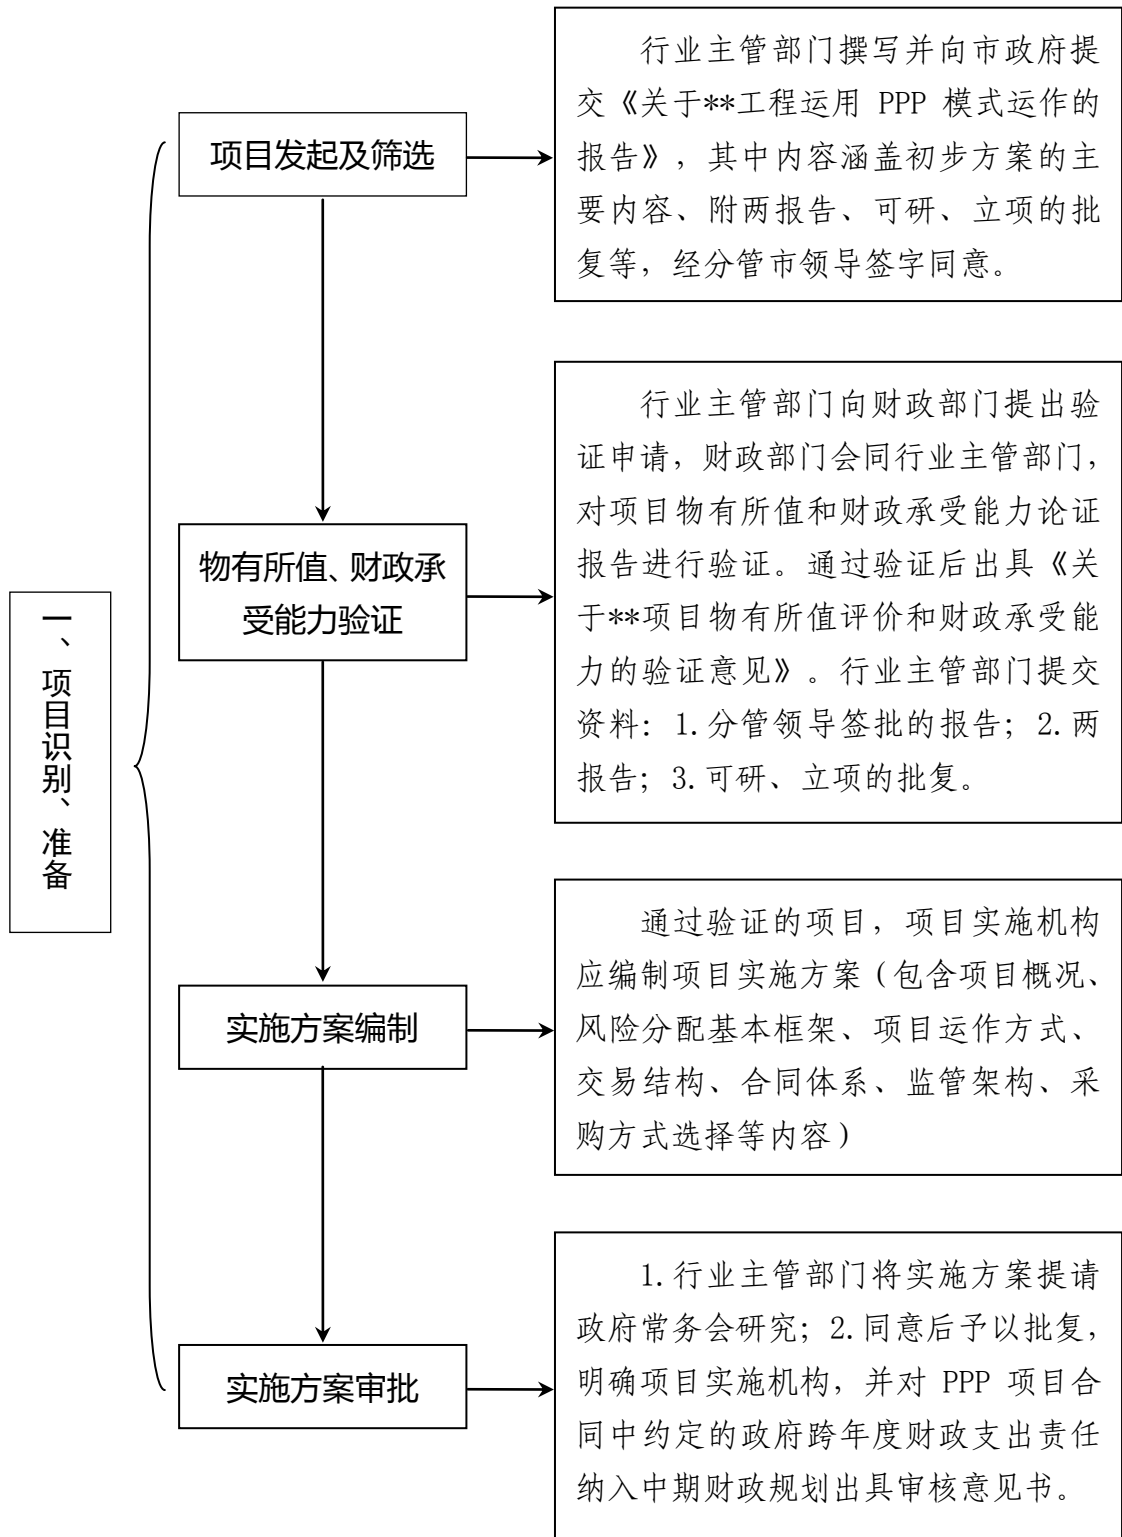 一、项目识别、准备
项目发起及筛选
行业主管部门撰写并向市政府提
交《关于**工程运用 PPP 模式运作的
报告》，其中内容涵盖初步方案的主
要内容、附两报告、可研、立项的批
复等，经分管市领导签字同意。
物有所值、财政承
受能力验证
行业主管部门向财政部门提出验
证申请，财政部门会同行业主管部门，
对项目物有所值和财政承受能力论证
报告进行验证。通过验证后出具《关
于**项目物有所值评价和财政承受能
力的验证意见》。行业主管部门提交
资料：1.分管领导签批的报告；2.两
报告；3.可研、立项的批复。
实施方案编制
通过验证的项目，项目实施机构
应编制项目实施方案（包含项目概况、
风险分配基本框架、项目运作方式、
交易结构、合同体系、监管架构、采
购方式选择等内容）
实施方案审批
1.行业主管部门将实施方案提请
政府常务会研究；2.同意后予以批复，
明确项目实施机构，并对 PPP 项目合
同中约定的政府跨年度财政支出责任
纳入中期财政规划出具审核意见书。